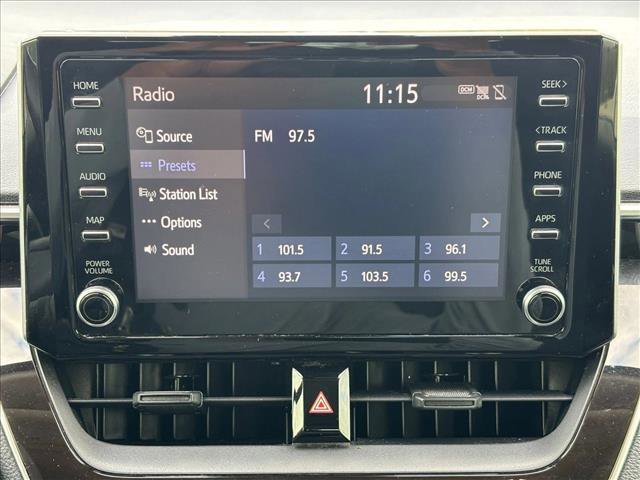 HOME
MENU
AUDIO
MAP
POWER
VOLUME
Radio
11:15
DCM
DCM
Source
Presets
Station List
Options
Sound
FM 97.5
<
>
1 101.5
2 91.5
3 96.1
4 93.7
5 103.5
6 99.5
SEEK>
<TRACK
PHONE
APPS
TUNE
SCROLL